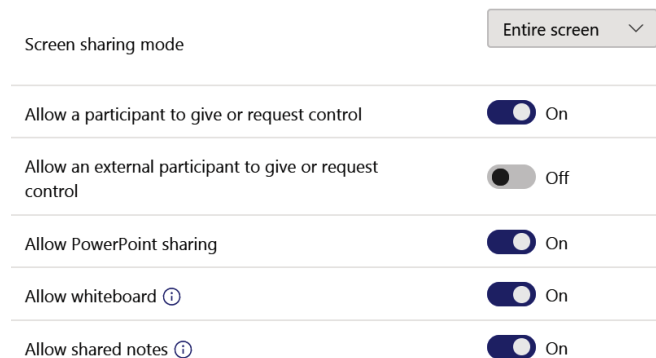 Screen sharing mode
Entire screen
Allow a participant to give or request control
On
Allow an external participant to give or request
control
Off
Allow PowerPoint sharing
On
Allow whiteboard
On
Allow shared notes
On